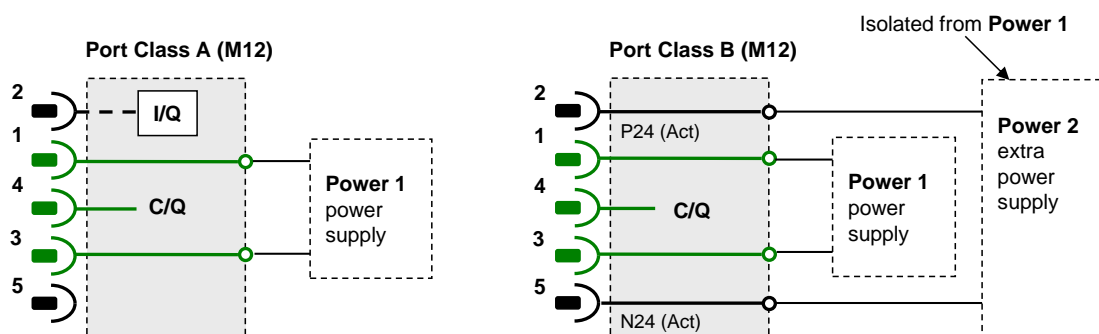 Isolated from Power 1
Port Class A (M12)
Port Class B (M12)
2
I/Q
1
4
C/Q
3
5
Power 1
power
supply
2
P24 (Act)
1
4
C/Q
3
5
N24 (Act)
Power 1
power
supply
Power 2
extra
power
supply